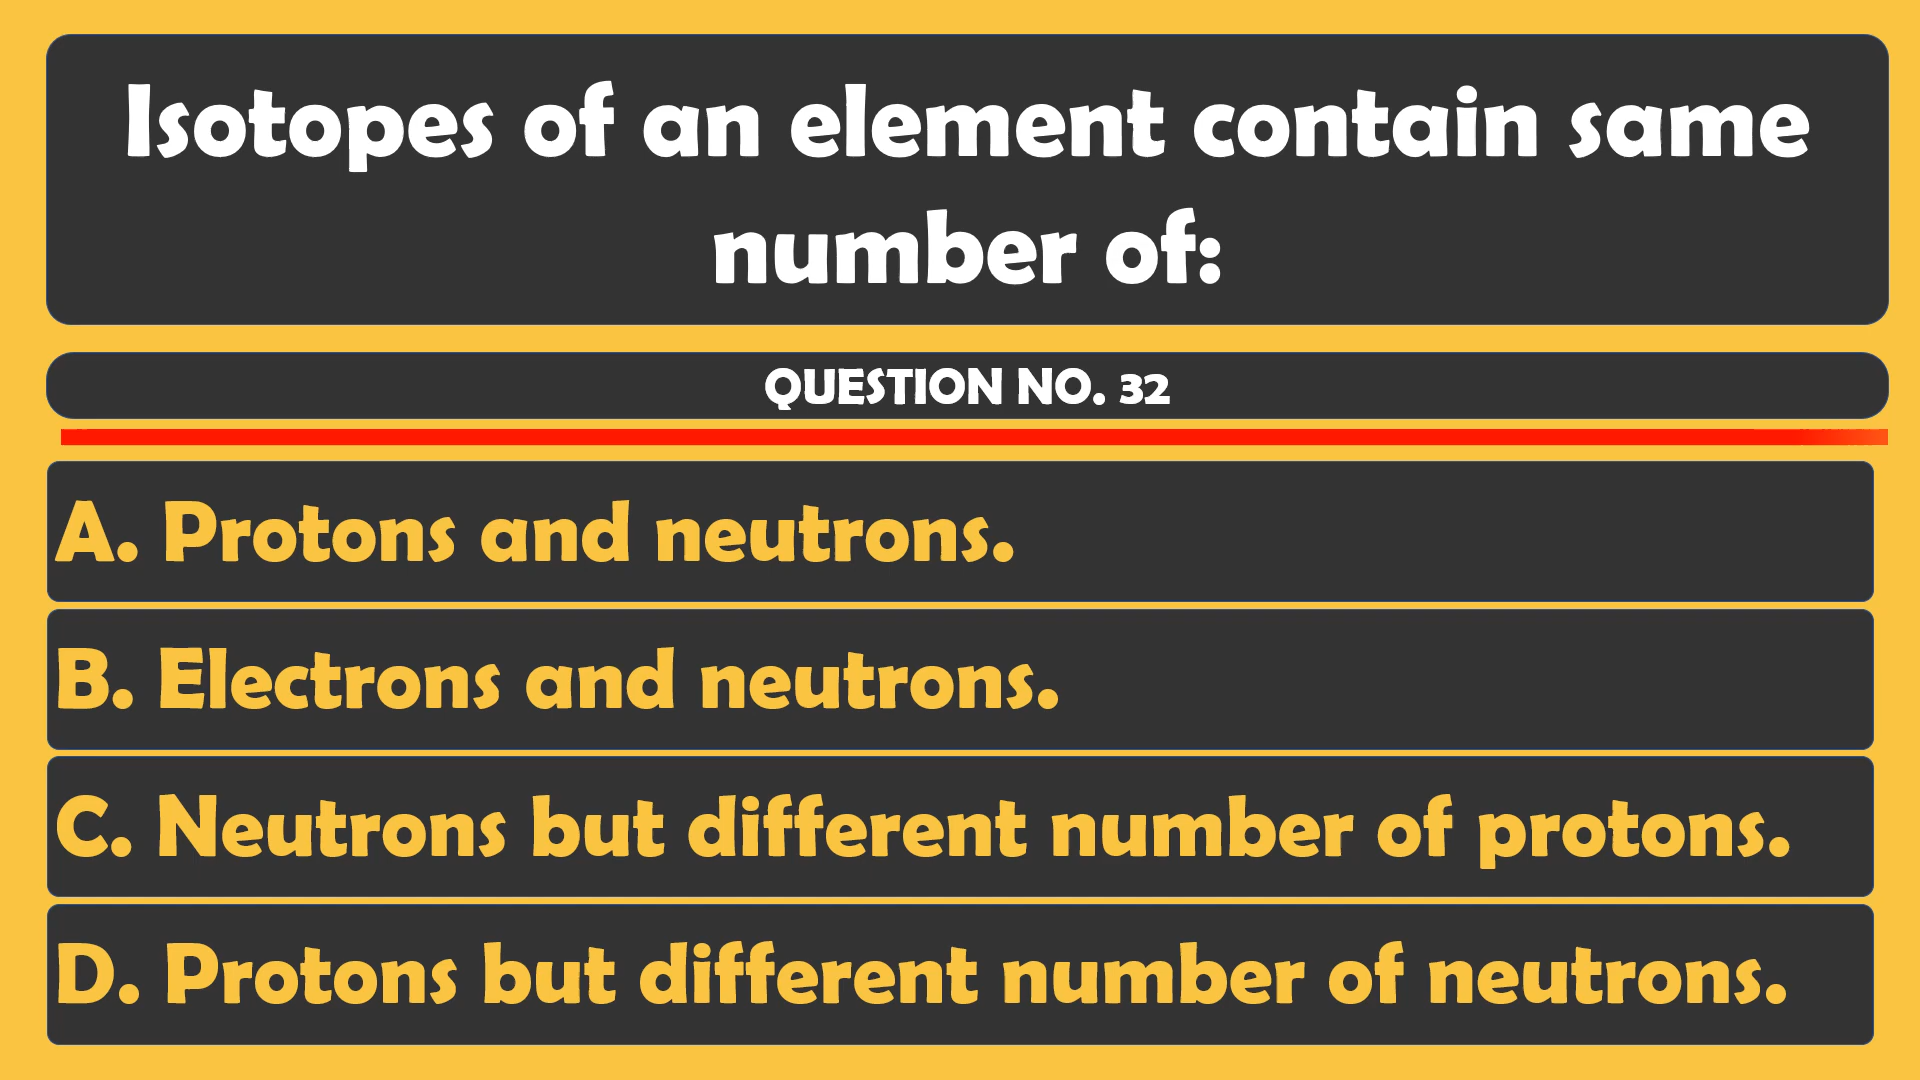 Isotopes of an element contain same
number of:
QUESTION NO. 32
A. Protons and neutrons.
B. Electrons and neutrons.
C. Neutrons but different number of protons.
D. Protons but different number of neutrons.